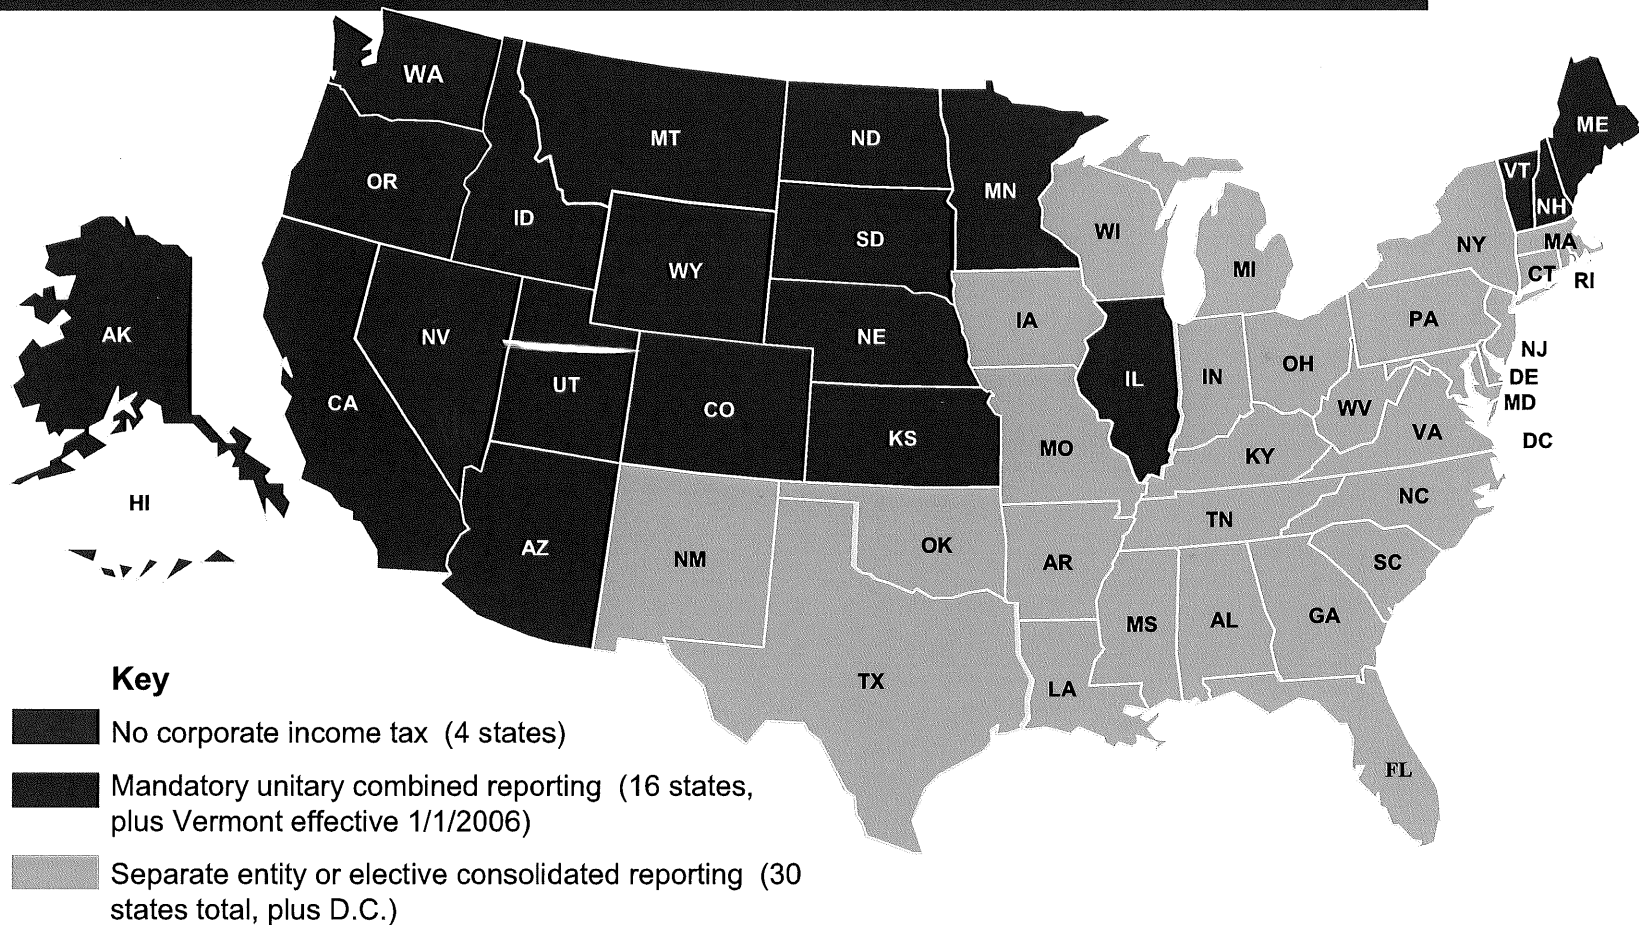 WA
MT
ND
ME
MN
VT
OR
NH
ID
SD
WI
NY
MA
WY
MI
CT
RI
IA
PA
AK
NV
NE
NJ
OH
IN
DE
UT
IL
MD
CA
CO
WV
VA
KS
DC
MO
KY
HI
NC
TN
AZ
OK
NM
AR
SC
GA
MS
AL
TX
LA
Key
FL
No corporate income tax (4 states)
Mandatory unitary combined reporting (16 states,
plus Vermont effective 1/1/2006)
Separate entity or elective consolidated reporting (30
states total, plus D.C.)